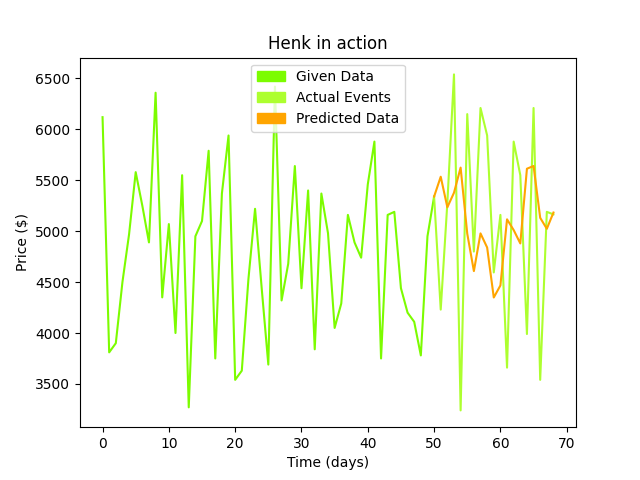 Henk in action
Given Data
Actual Events
Predicted Data
Price ($)
6500
6000
5500
5000
4500
4000
3500
0 10 20 30 40 50 60 70
Time (days)